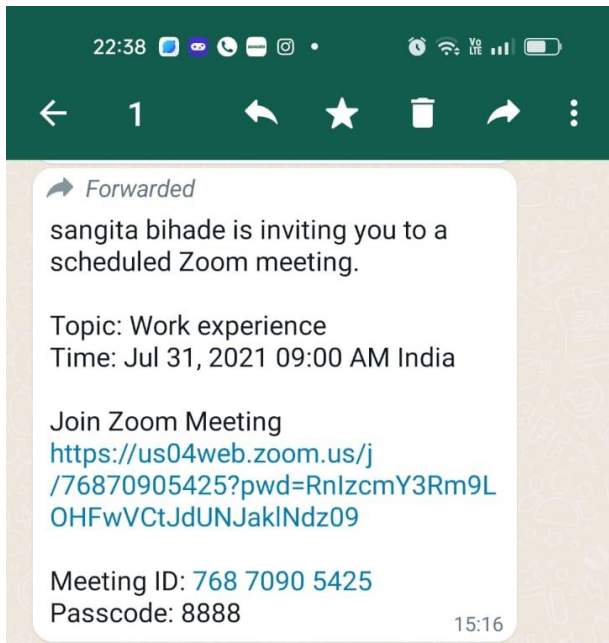 22:38
Vo
LTE
1
Forwarded
sangita bihade is inviting you to a
scheduled Zoom meeting.
Topic: Work experience
Time: Jul 31, 2021 09:00 AM India
Join Zoom Meeting
https://us04web.zoom.us/j
/76870905425?pwd=RnIzcmY3Rm9L
OHFwVCtJdUNJaklNdz09
Meeting ID: 768 7090 5425
Passcode: 8888
15:16